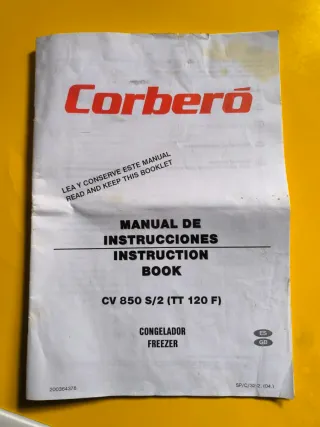 Corberó
LEA Y CONSERVE ESTE MANUAL
READ AND KEEP THIS BOOKLET
MANUAL DE
INSTRUCCIONES
INSTRUCTION
BOOK
CV 850 S/2 (TT 120 F)
CONGELADOR
FREEZER
ES
GB